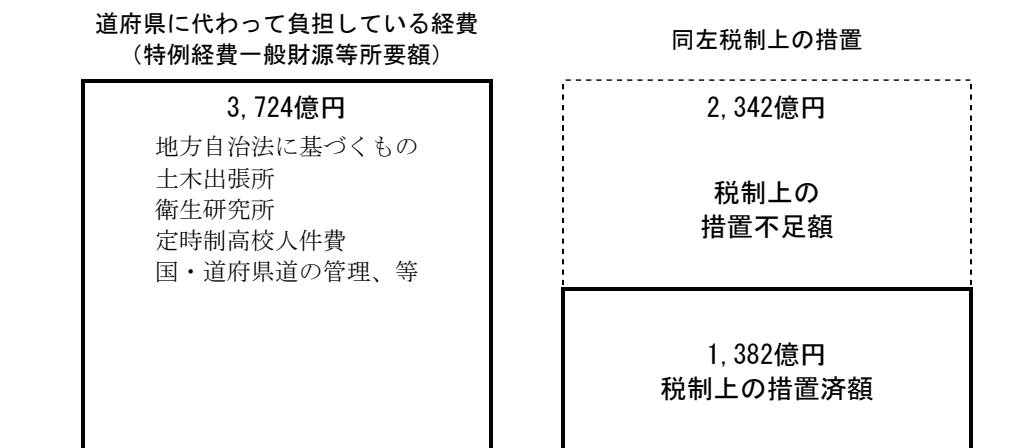 道府県に代わって負担している経費
（特例経費一般財源等所要額）
3,724億円
地方自治法に基づくもの
土木出張所
衛生研究所
定時制高校人件費
国・道府県道の管理、等
同左税制上の措置
2,342億円
税制上の
措置不足額
1,382億円
税制上の措置済額